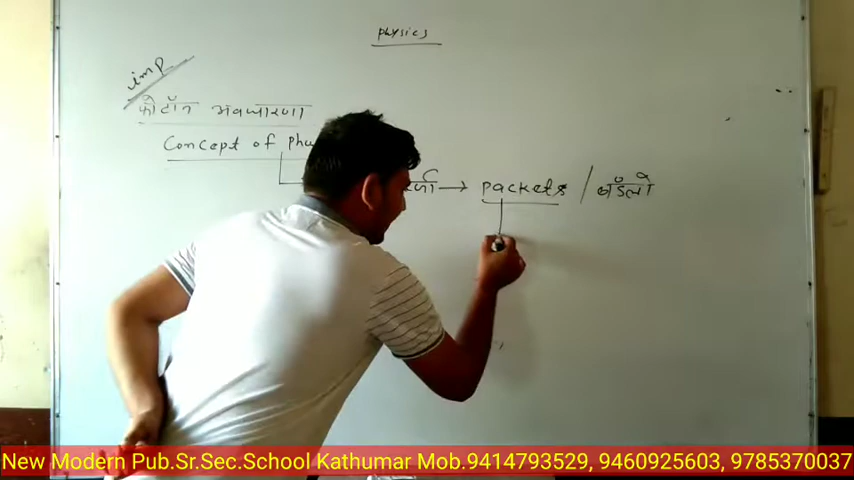 physics
imp
फोटॉन अवधारणा
Concept of
→ packets / बंडलों
New Modern Pub.Sr.Sec.School Kathumar Mob.9414793529, 9460925603, 9785370037